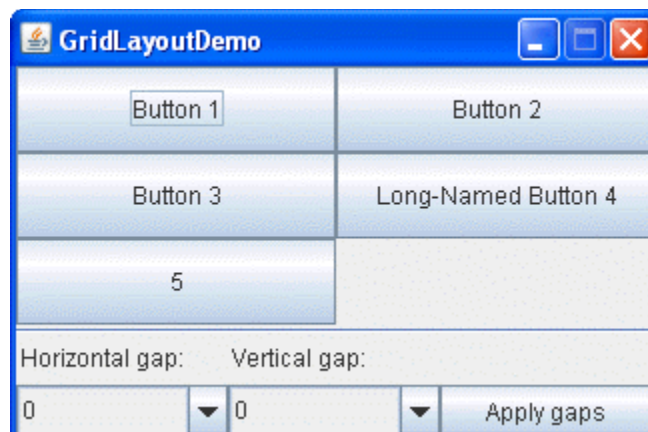 GridLayoutDemo
Button 1 Button 2
Button 3 Long-Named Button 4
5
Horizontal gap: Vertical gap:
0 0 Apply gaps